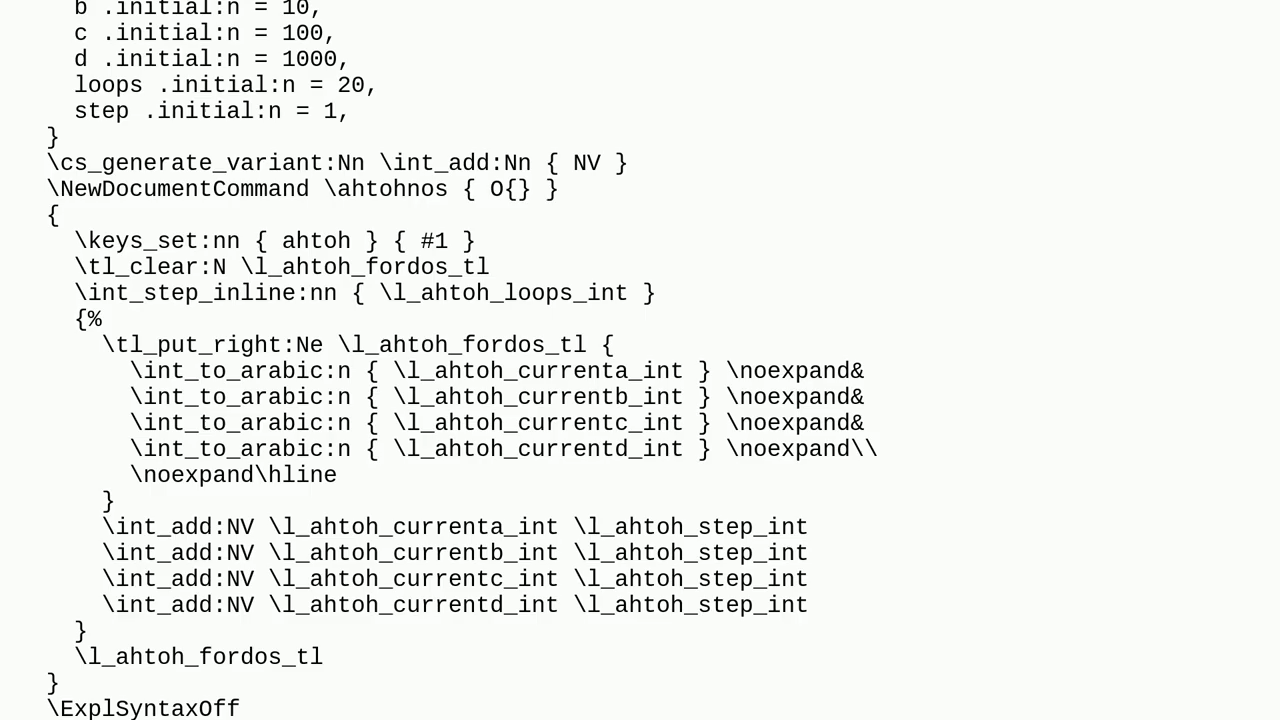 b .initial:n = 10,
c .initial:n = 100,
d .initial:n = 1000,
loops .initial:n = 20,
step .initial:n = 1,
}
\cs_generate_variant:Nn \int_add:Nn { NV }
\NewDocumentCommand \ahtohnos { O{} }
{
\keys_set:nn { ahtoh } { #1 }
\tl_clear:N \l_ahtoh_fordos_tl
\int_step_inline:nn { \l_ahtoh_loops_int }
{%
\tl_put_right:Ne \l_ahtoh_fordos_tl {
\int_to_arabic:n { \l_ahtoh_currenta_int } \noexpand&
\int_to_arabic:n { \l_ahtoh_currentb_int } \noexpand&
\int_to_arabic:n { \l_ahtoh_currentc_int } \noexpand&
\int_to_arabic:n { \l_ahtoh_currentd_int } \noexpand\\
\noexpand\hline
}
\int_add:NV \l_ahtoh_currenta_int \l_ahtoh_step_int
\int_add:NV \l_ahtoh_currentb_int \l_ahtoh_step_int
\int_add:NV \l_ahtoh_currentc_int \l_ahtoh_step_int
\int_add:NV \l_ahtoh_currentd_int \l_ahtoh_step_int
}
\l_ahtoh_fordos_tl
}
\ExplSyntaxOff